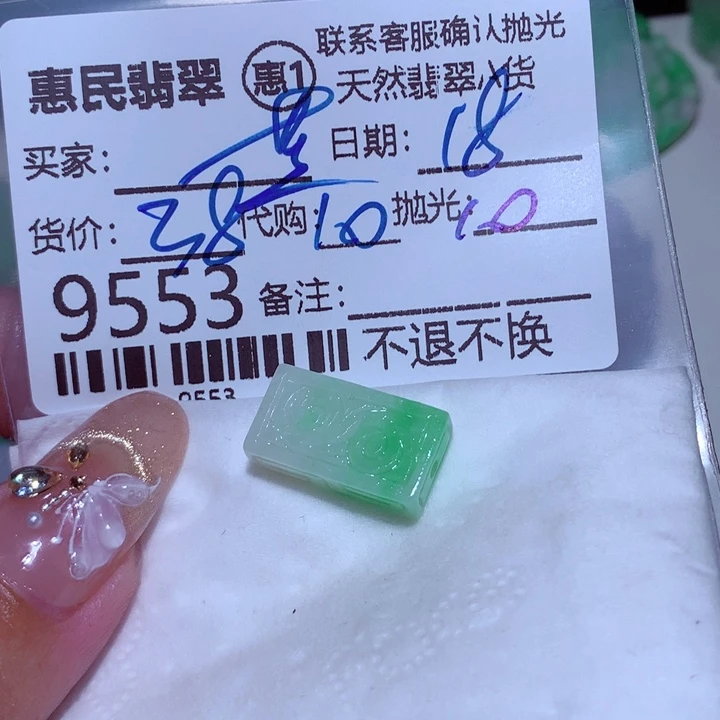 联系客服确认抛光
惠民翡翠 惠1 天然翡翠A货
买家: 日期: 18
货价: 38 代购: 10 抛光: 10
9553 备注:
不退不换
9553